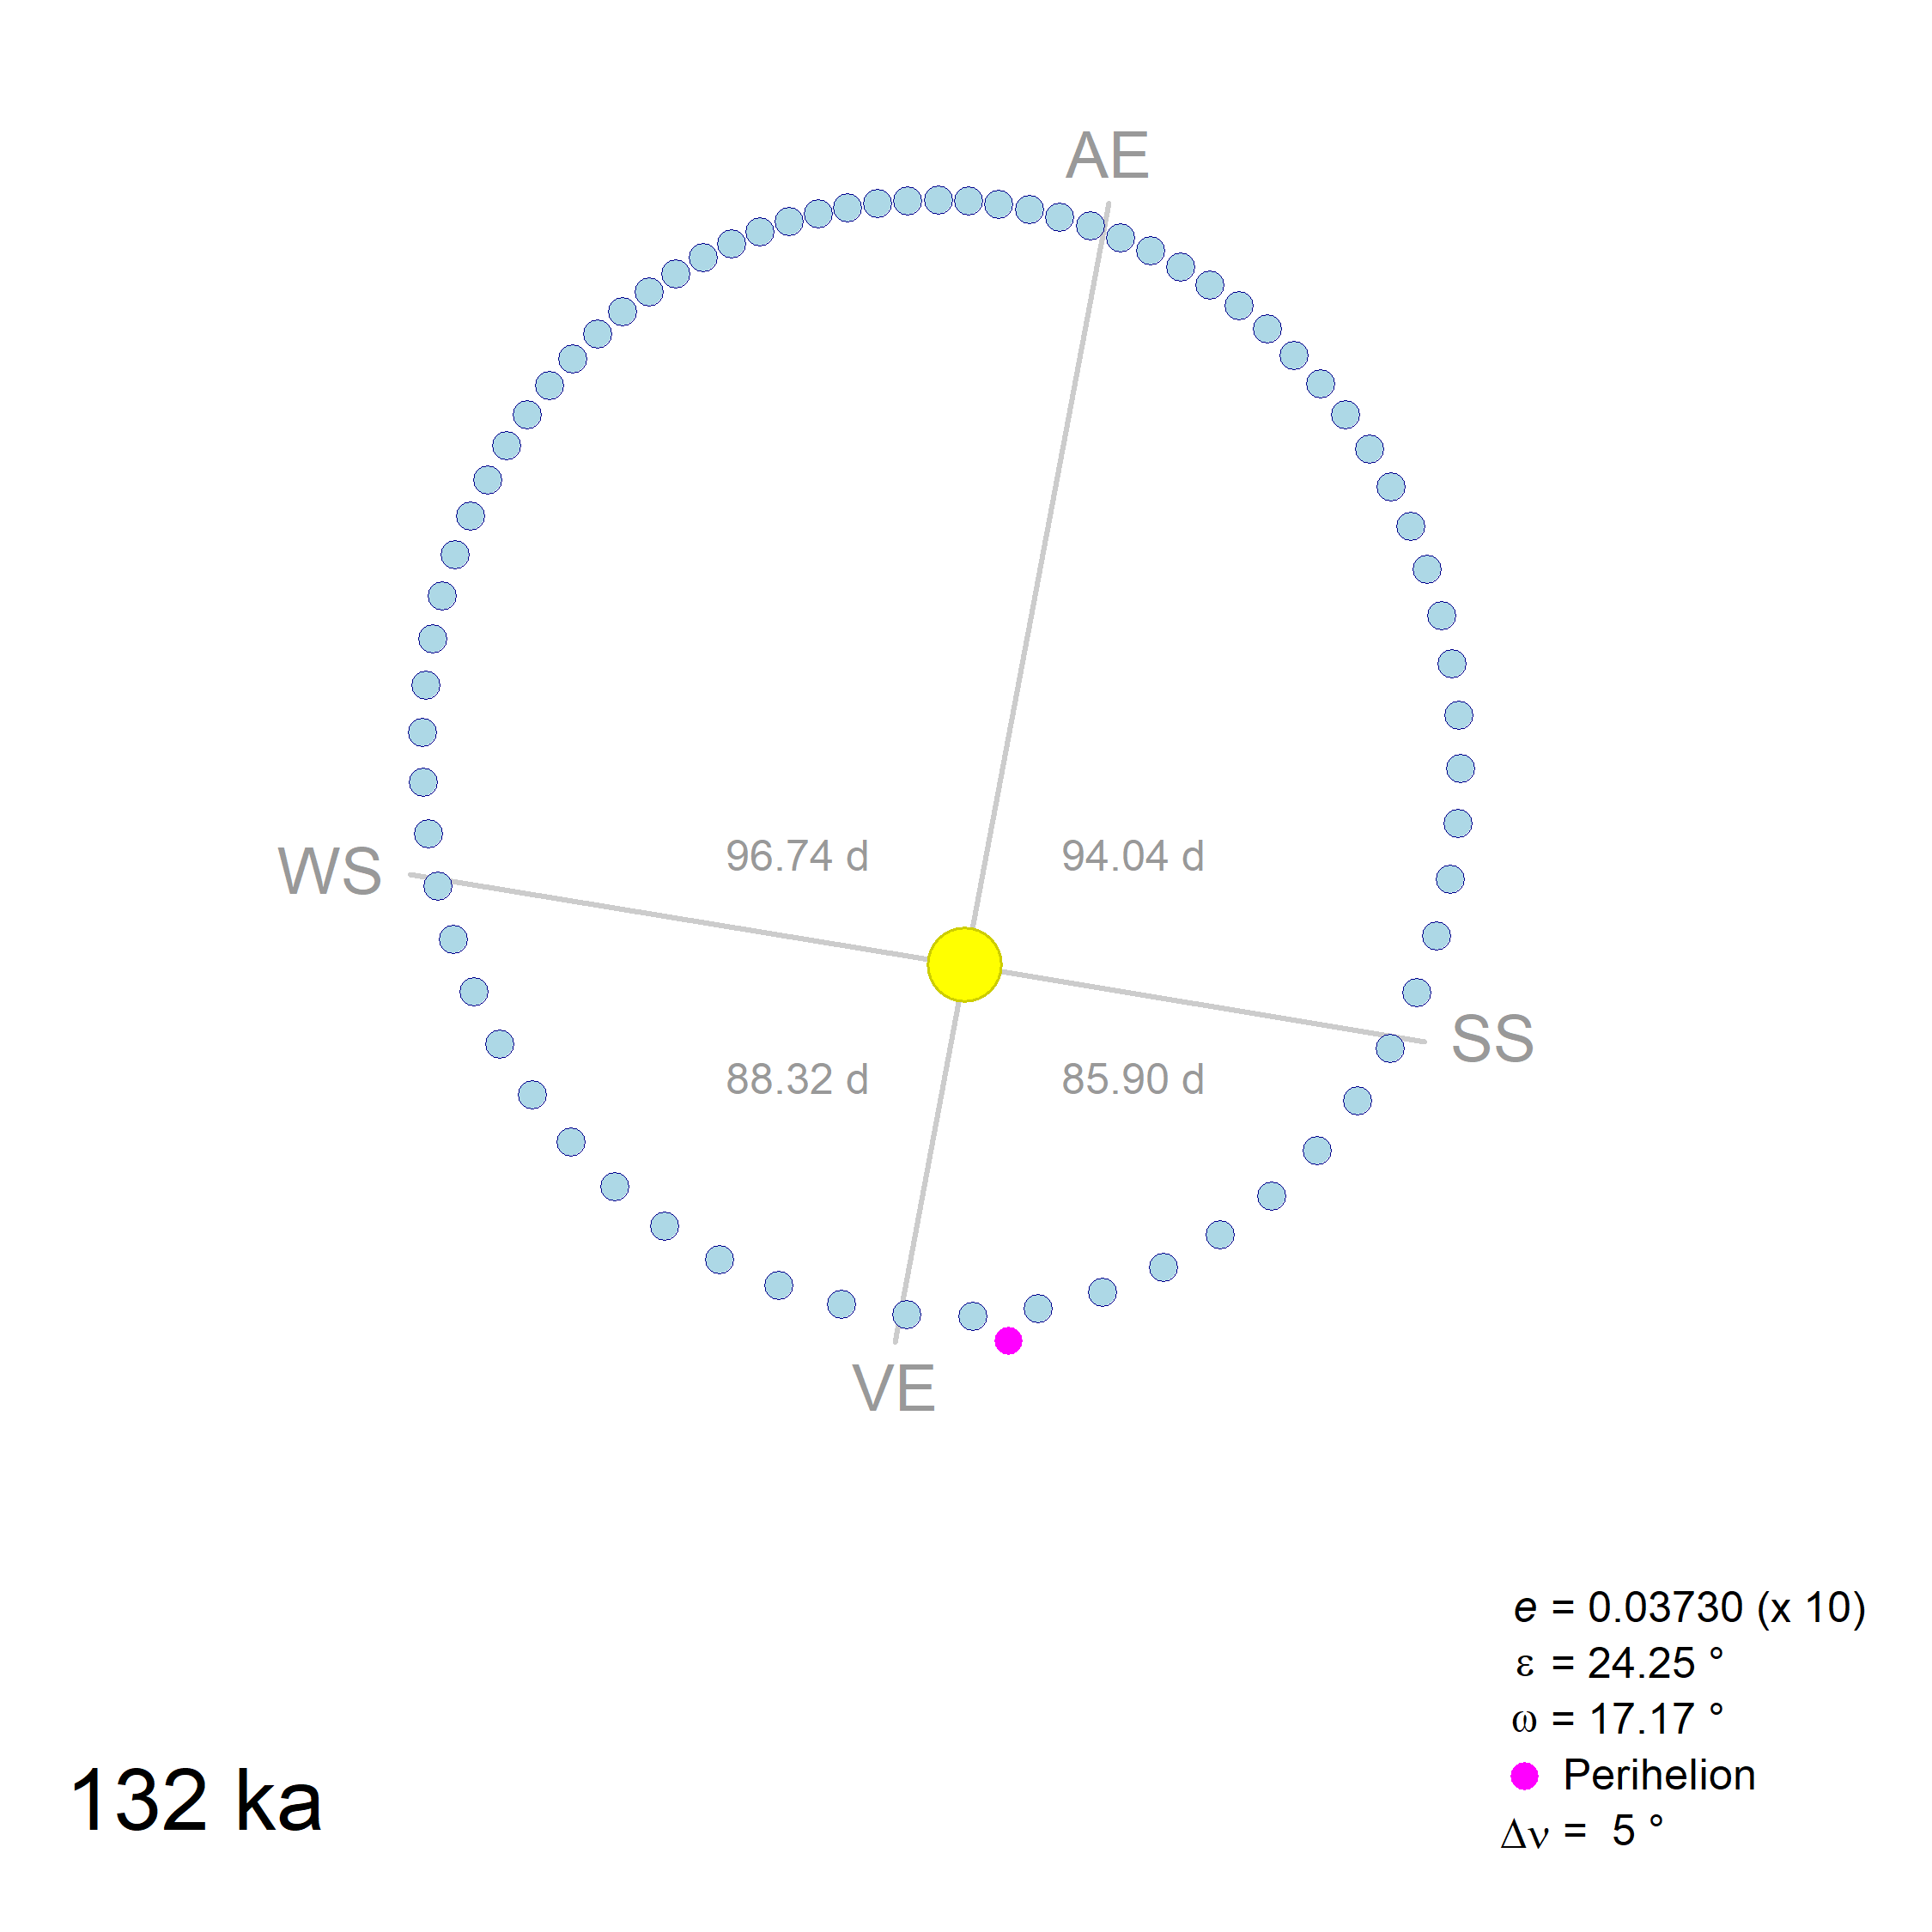 AE
WS
96.74 d
94.04 d
SS
88.32 d
85.90 d
VE
e = 0.03730 (x 10)
ε = 24.25 °
ω = 17.17 °
Perihelion
Δν = 5 °
132 ka